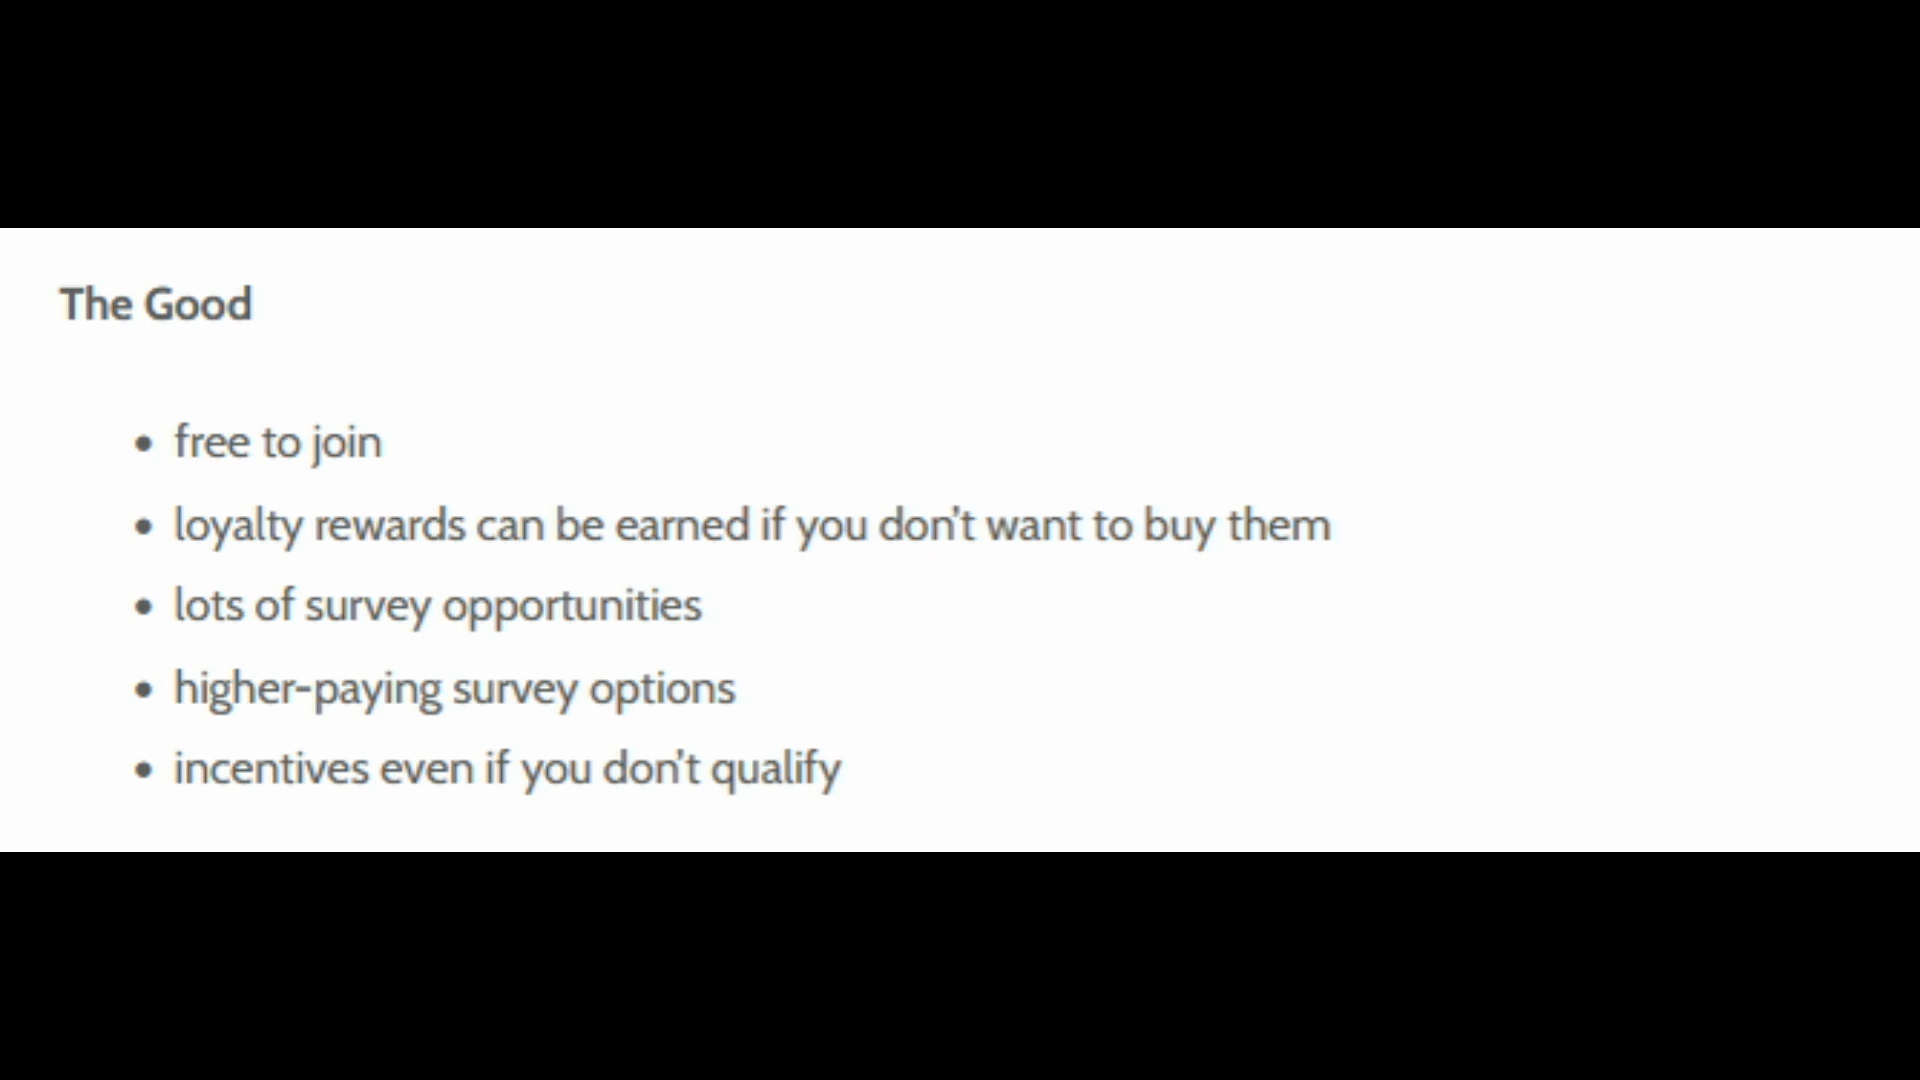 The Good
• free to join
• loyalty rewards can be earned if you don't want to buy them
• lots of survey opportunities
• higher-paying survey options
• incentives even if you don't qualify